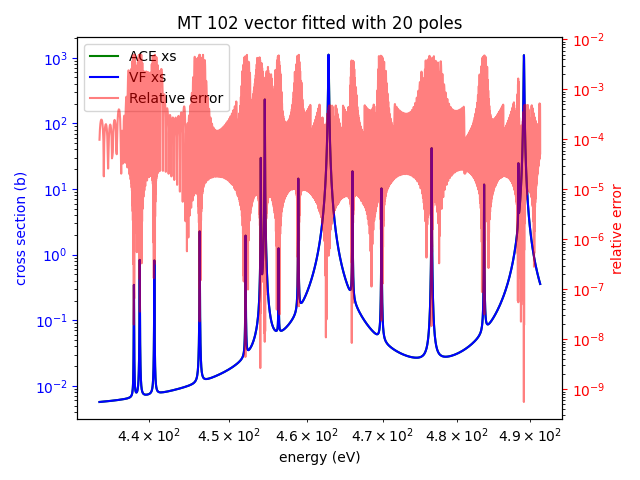 MT 102 vector fitted with 20 poles
ACE xs
VF xs
Relative error
cross section (b)
10³
10²
10¹
10⁰
10⁻¹
10⁻²
10⁻²
10⁻³
10⁻⁴
10⁻⁵
10⁻⁶
10⁻⁷
10⁻⁸
10⁻⁹
relative error
4.4 × 10² 4.5 × 10² 4.6 × 10² 4.7 × 10² 4.8 × 10² 4.9 × 10²
energy (eV)